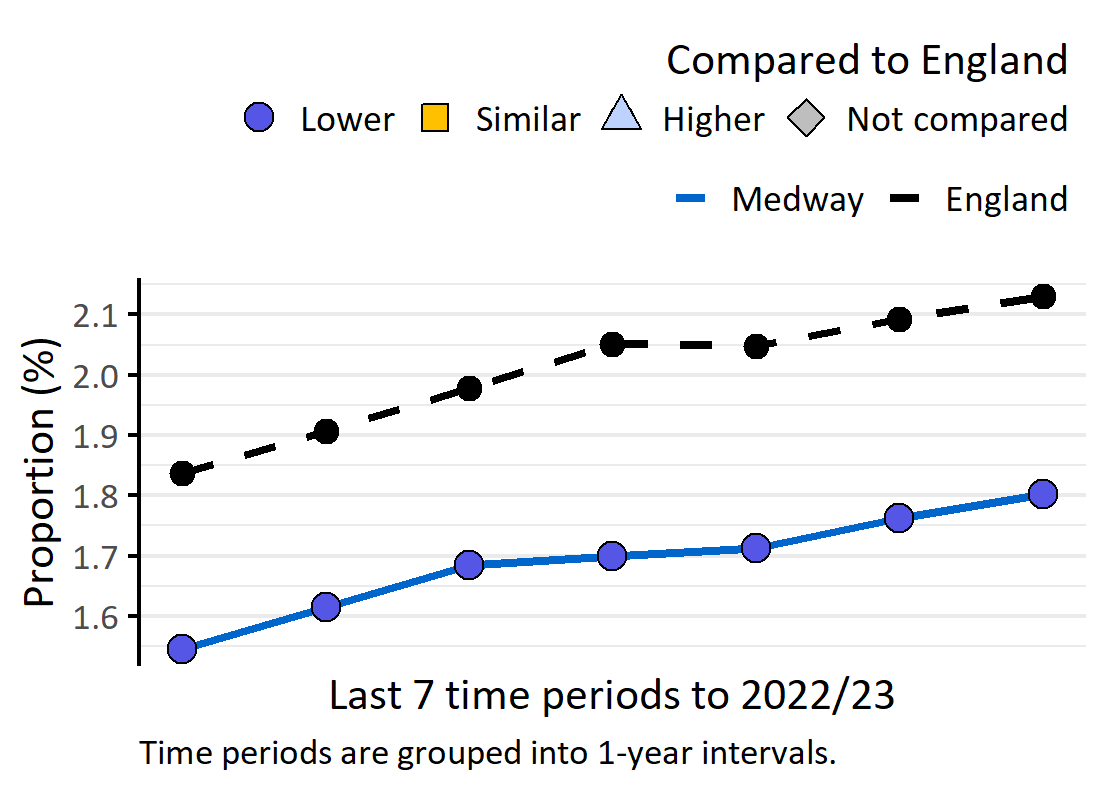 Compared to England
Lower Similar Higher Not compared
Medway England
Proportion (%)
2.1
2.0
1.9
1.8
1.7
1.6
Last 7 time periods to 2022/23
Time periods are grouped into 1-year intervals.